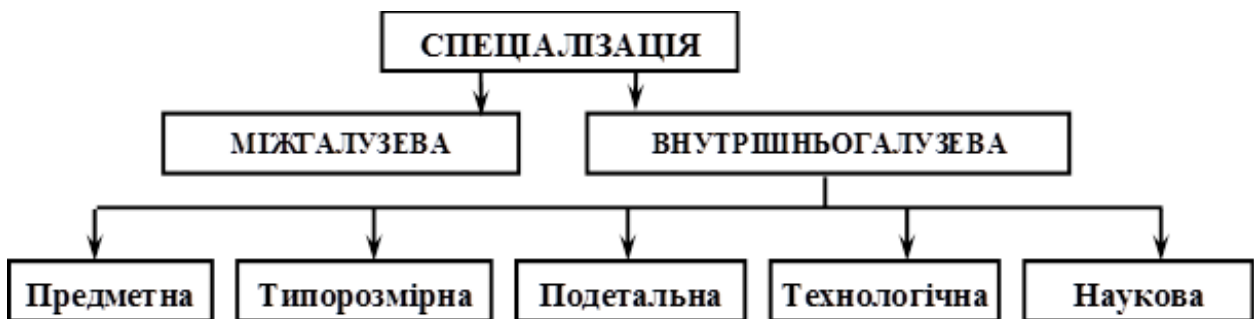 СПЕЦІАЛІЗАЦІЯ
МІЖГАЛУЗЕВА
ВНУТРІШНЬОГАЛУЗЕВА
Предметна
Типорозмірна
Подетальна
Технологічна
Наукова